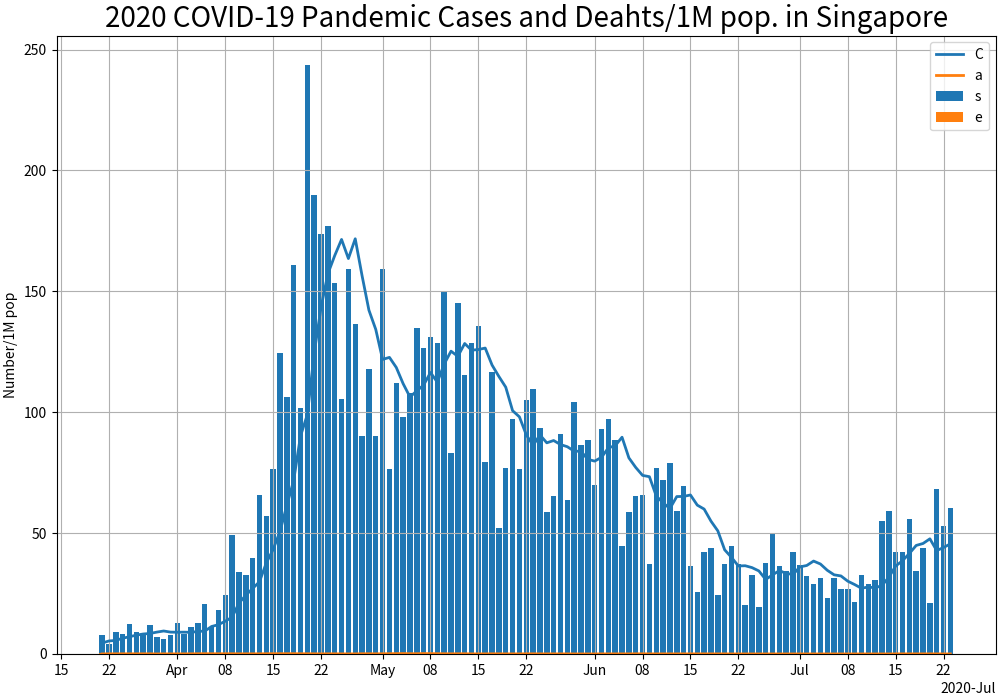 2020 COVID-19 Pandemic Cases and Deahts/1M pop. in Singapore
250
200
150
100
50
0
Number/1M pop
C
a
s
e
15 22 Apr 08 15 22 May 08 15 22 Jun 08 15 22 Jul 08 15 22
2020-Jul